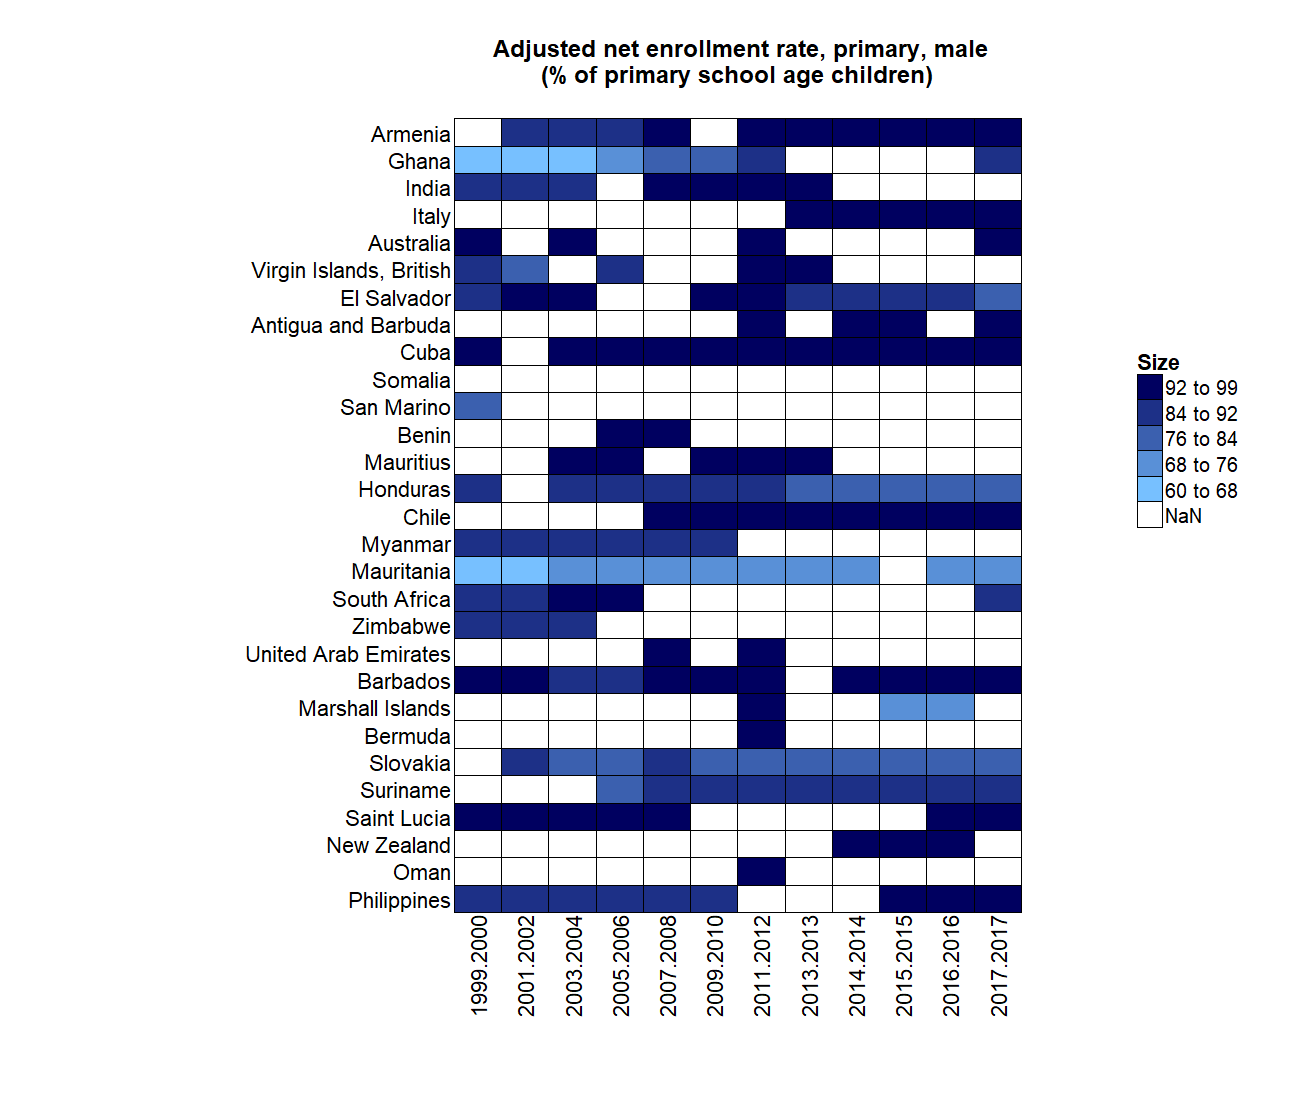 Adjusted net enrollment rate, primary, male
(% of primary school age children)
Armenia
Ghana
India
Italy
Australia
Virgin Islands, British
El Salvador
Antigua and Barbuda
Cuba
Somalia
San Marino
Benin
Mauritius
Honduras
Chile
Myanmar
Mauritania
South Africa
Zimbabwe
United Arab Emirates
Barbados
Marshall Islands
Bermuda
Slovakia
Suriname
Saint Lucia
New Zealand
Oman
Philippines
1999.2000
2001.2002
2003.2004
2005.2006
2007.2008
2009.2010
2011.2012
2013.2013
2014.2014
2015.2015
2016.2016
2017.2017
Size
92 to 99
84 to 92
76 to 84
68 to 76
60 to 68
NaN